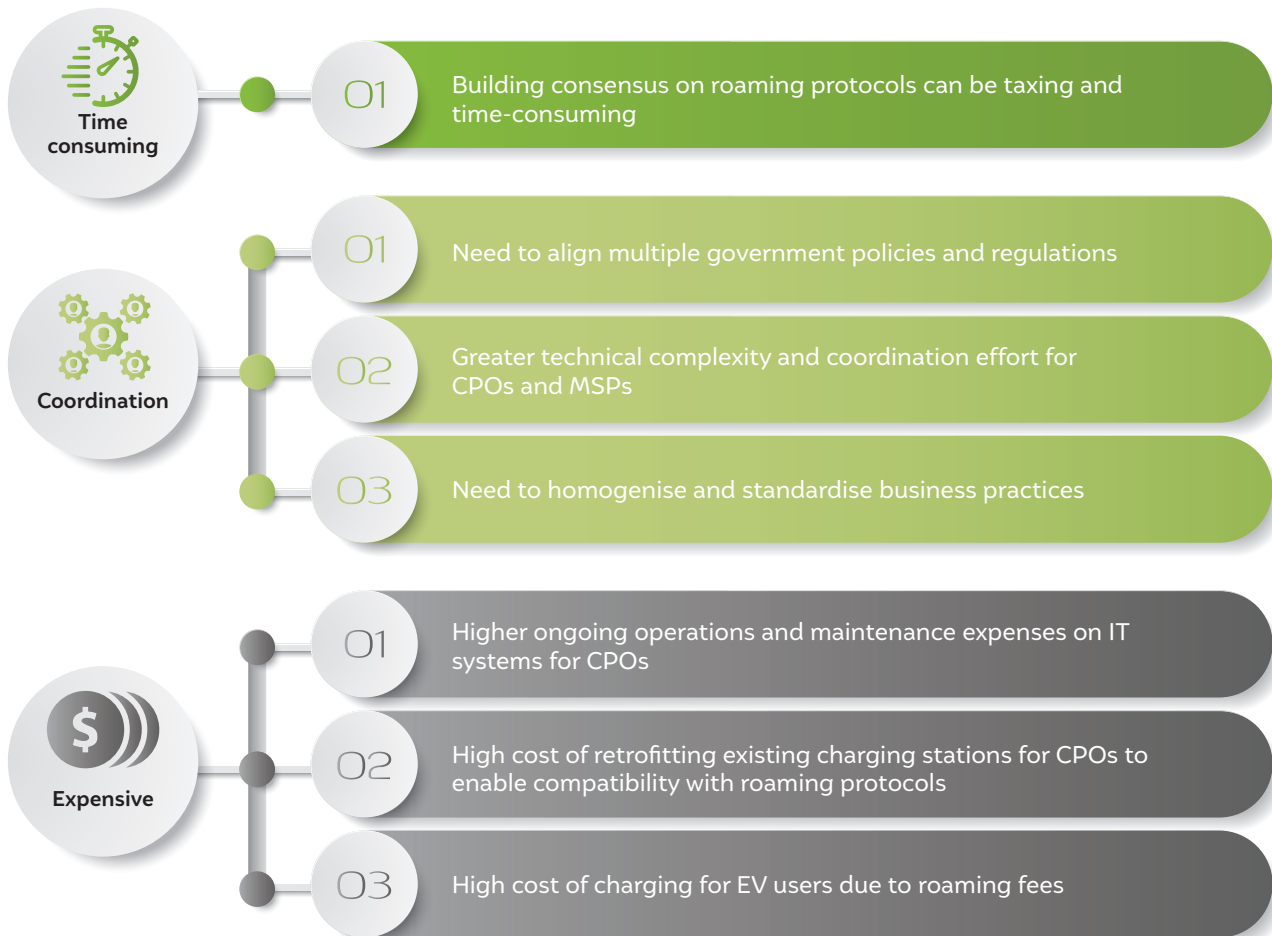 Time
consuming
01
Building consensus on roaming protocols can be taxing and
time-consuming
Coordination
01
Need to align multiple government policies and regulations
02
Greater technical complexity and coordination effort for
CPOs and MSPs
03
Need to homogenise and standardise business practices
$
Expensive
01
Higher ongoing operations and maintenance expenses on IT
systems for CPOs
02
High cost of retrofitting existing charging stations for CPOs to
enable compatibility with roaming protocols
03
High cost of charging for EV users due to roaming fees